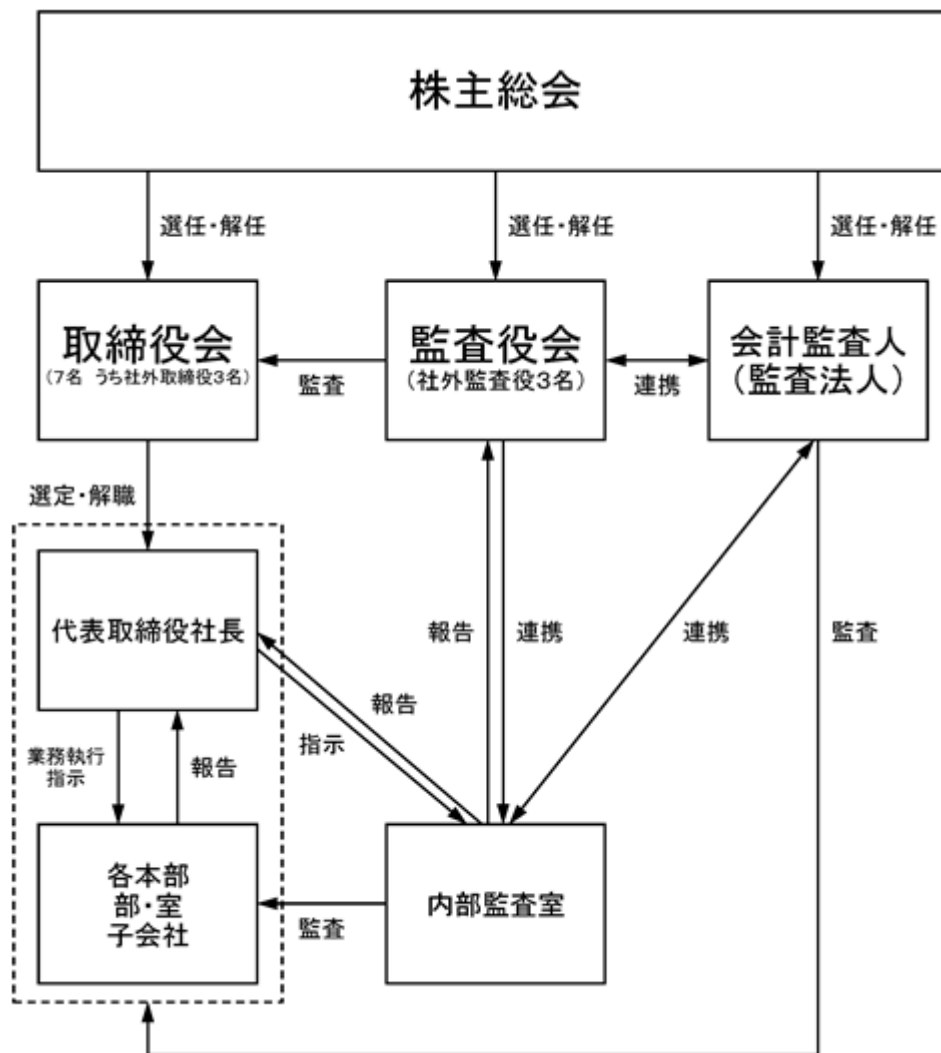 株主総会
選任・解任
選任・解任
選任・解任
取締役会
(7名 うち社外取締役3名)
監査役会
(社外監査役3名)
会計監査人
(監査法人)
監査
連携
選定・解職
代表取締役社長
報告
連携
連携
監査
報告
指示
業務執行
指示
報告
各本部
部・室
子会社
監査
内部監査室